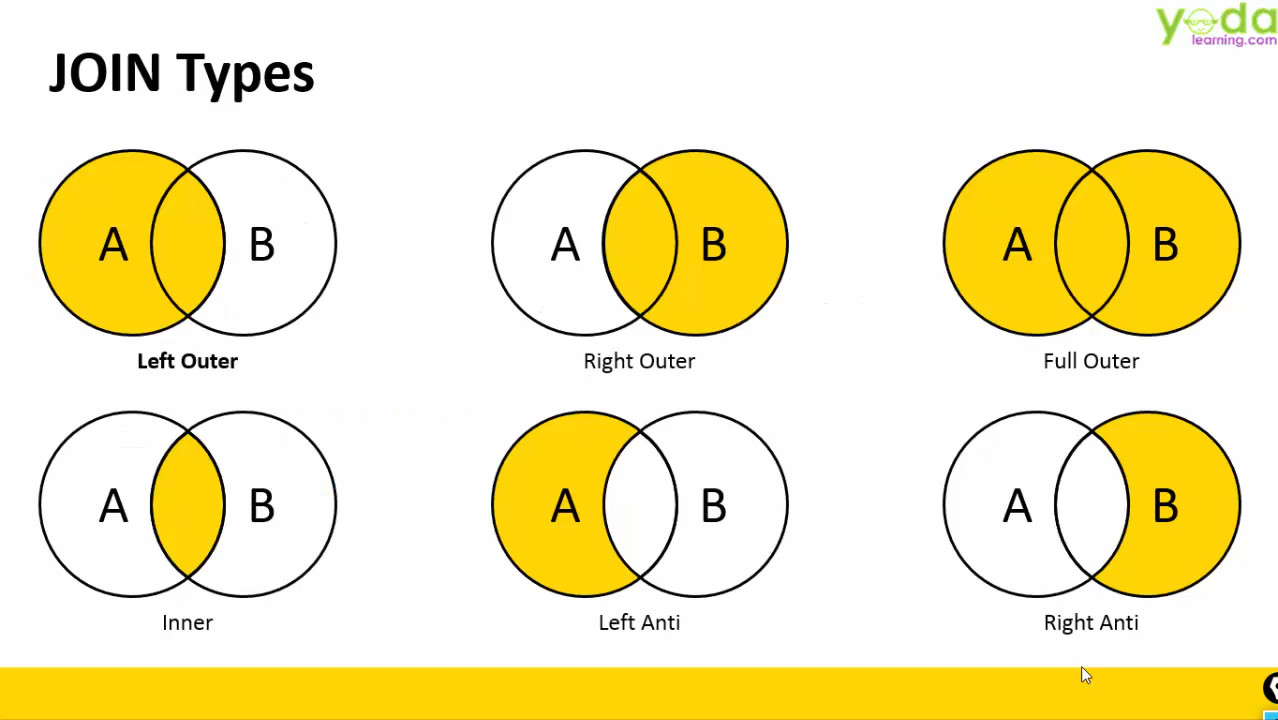 yoda
learning.com
JOIN Types
A B
A B
A B
Left Outer
Right Outer
Full Outer
A B
A B
A B
Inner
Left Anti
Right Anti